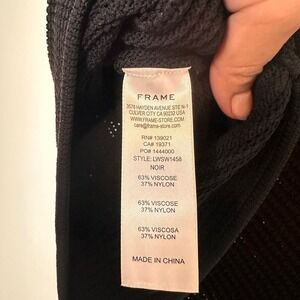 FRAME
3578 HAYDEN AVENUE STE N-1
CULVER CITY CA 90232 USA
WWW.FRAME-STORE.COM
care@frame-store.com
RN# 139021
CA# 19371
PO# 1444000
STYLE: LWSW1458
NOIR
63% VISCOSE
37% NYLON
63% VISCOSE
37% NYLON
63% VISCOSA
37% NYLON
MADE IN CHINA